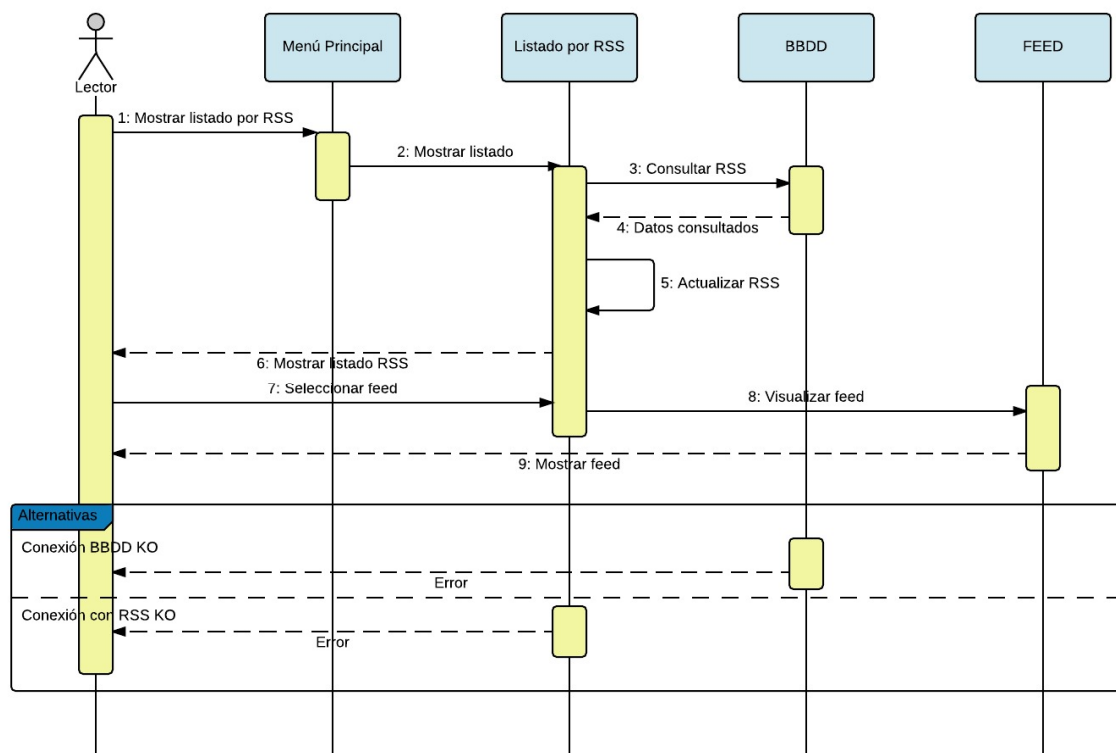 Menú Principal
Listado por RSS
BBDD
FEED
Lector
1: Mostrar listado por RSS
2: Mostrar listado
3: Consultar RSS
4: Datos consultados
5: Actualizar RSS
6: Mostrar listado RSS
7: Seleccionar feed
8: Visualizar feed
9: Mostrar feed
Alternativas
Conexión BBDD KO
Error
Conexión con RSS KO
Error